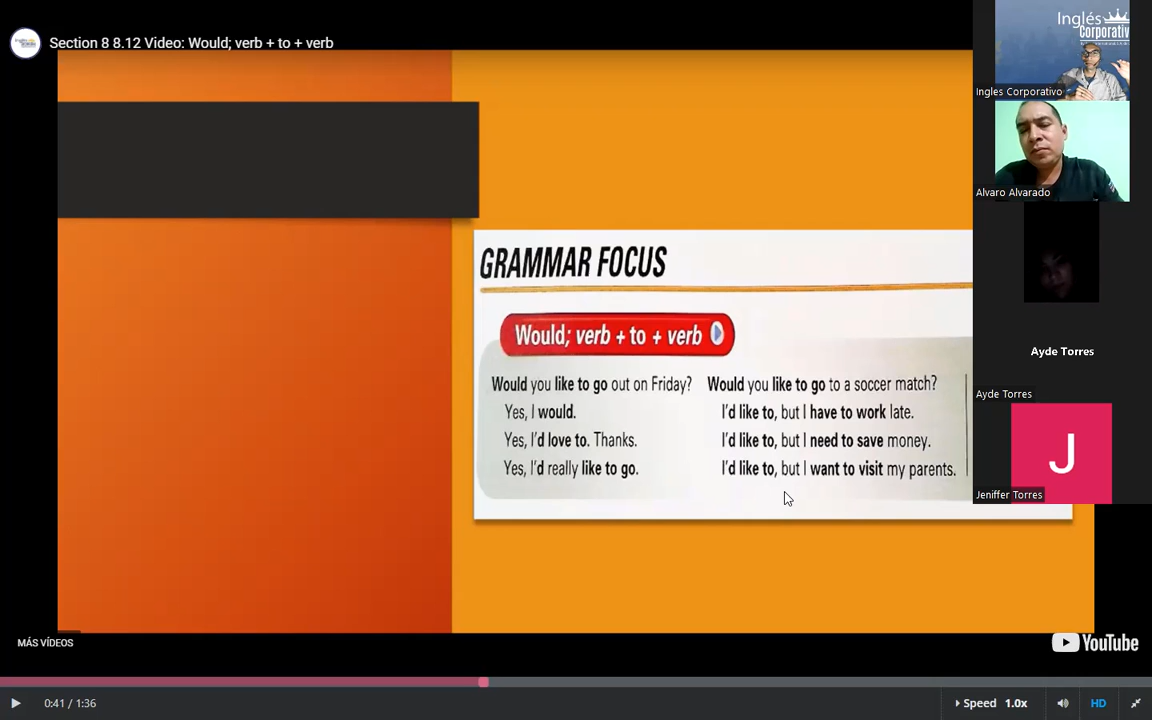 Section 8 8.12 Video: Would; verb + to + verb
GRAMMAR FOCUS
Would; verb + to + verb
Would you like to go out on Friday?
Yes, I would.
Yes, I'd love to. Thanks.
Yes, I'd really like to go.
Would you like to go to a soccer match?
I'd like to, but I have to work late.
I'd like to, but I need to save money.
I'd like to, but I want to visit my parents.
Inglés
Corporativ
Ingles Corporativo
Alvaro Alvarado
Ayde Torres
Ayde Torres
J
Jeniffer Torres
MÁS VÍDEOS
YouTube
0:41 / 1:36
Speed 1.0x
HD